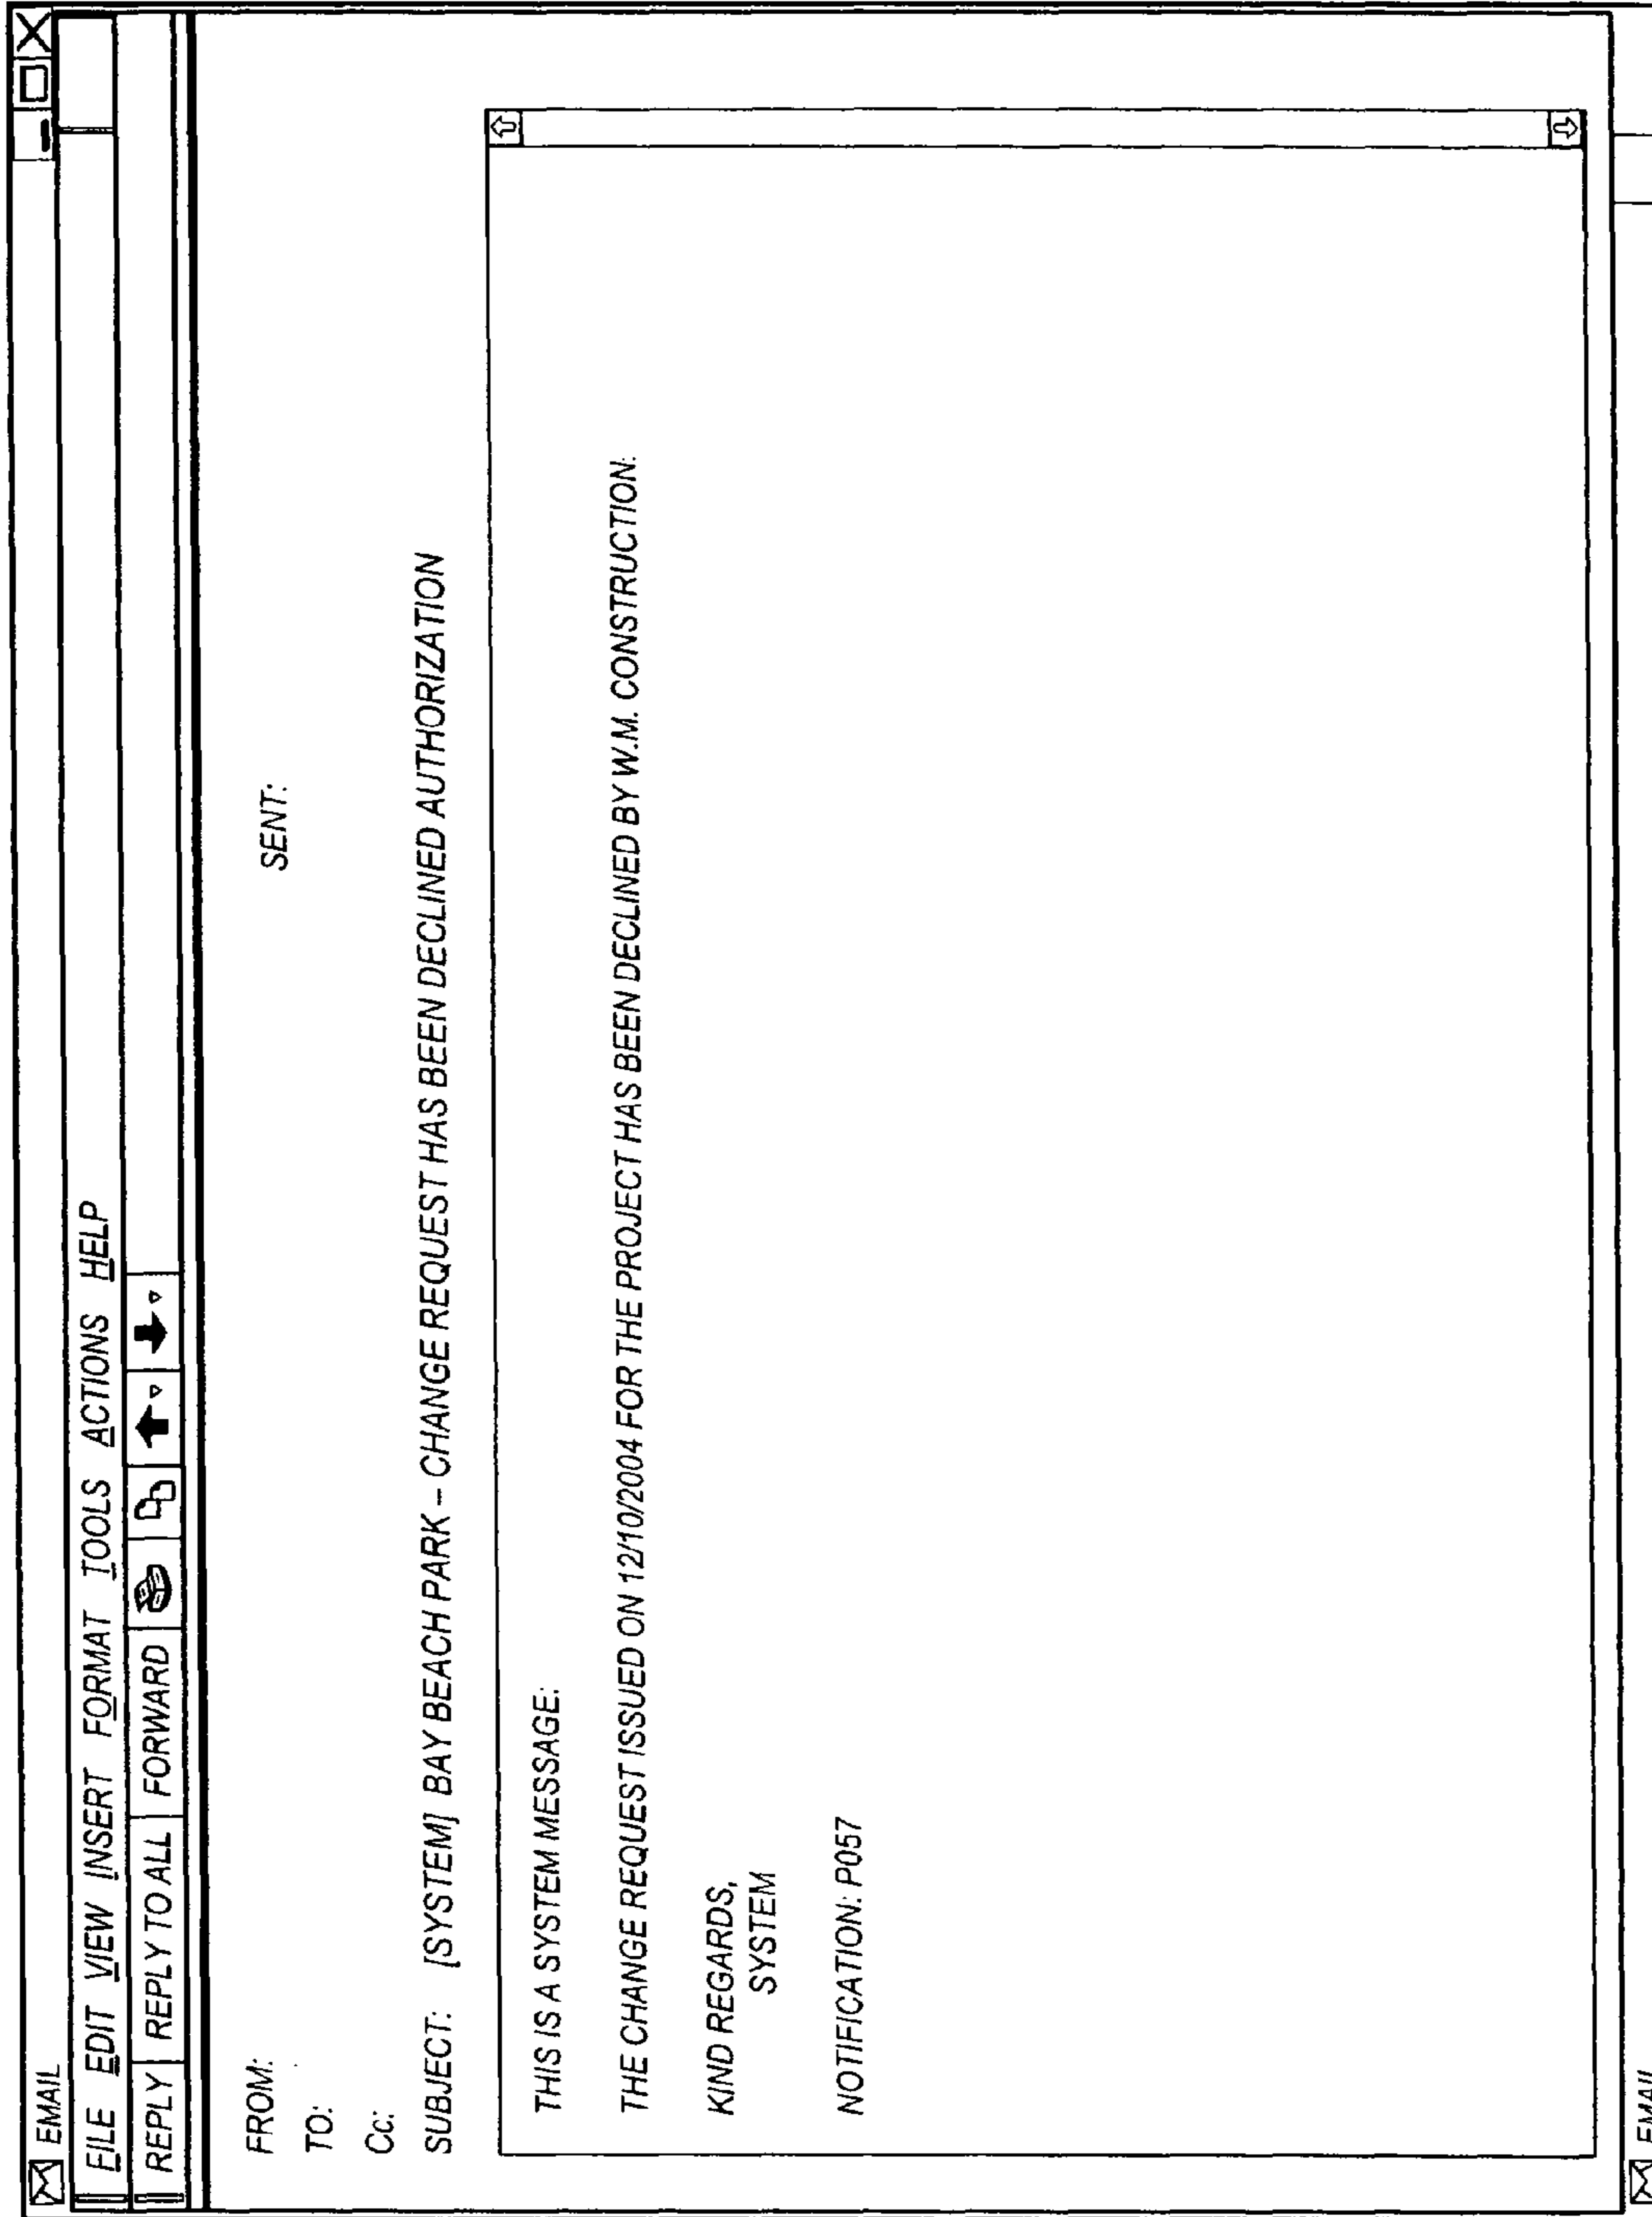 EMAIL
FILE EDIT VIEW INSERT FORMAT TOOLS ACTIONS HELP
REPLY REPLY TO ALL FORWARD
FROM: SENT:
TO:
Cc:
SUBJECT: [SYSTEM] BAY BEACH PARK – CHANGE REQUEST HAS BEEN DECLINED AUTHORIZATION
THIS IS A SYSTEM MESSAGE:
THE CHANGE REQUEST ISSUED ON 12/10/2004 FOR THE PROJECT HAS BEEN DECLINED BY W.M. CONSTRUCTION:
KIND REGARDS,
SYSTEM
NOTIFICATION: P057
EMAIL